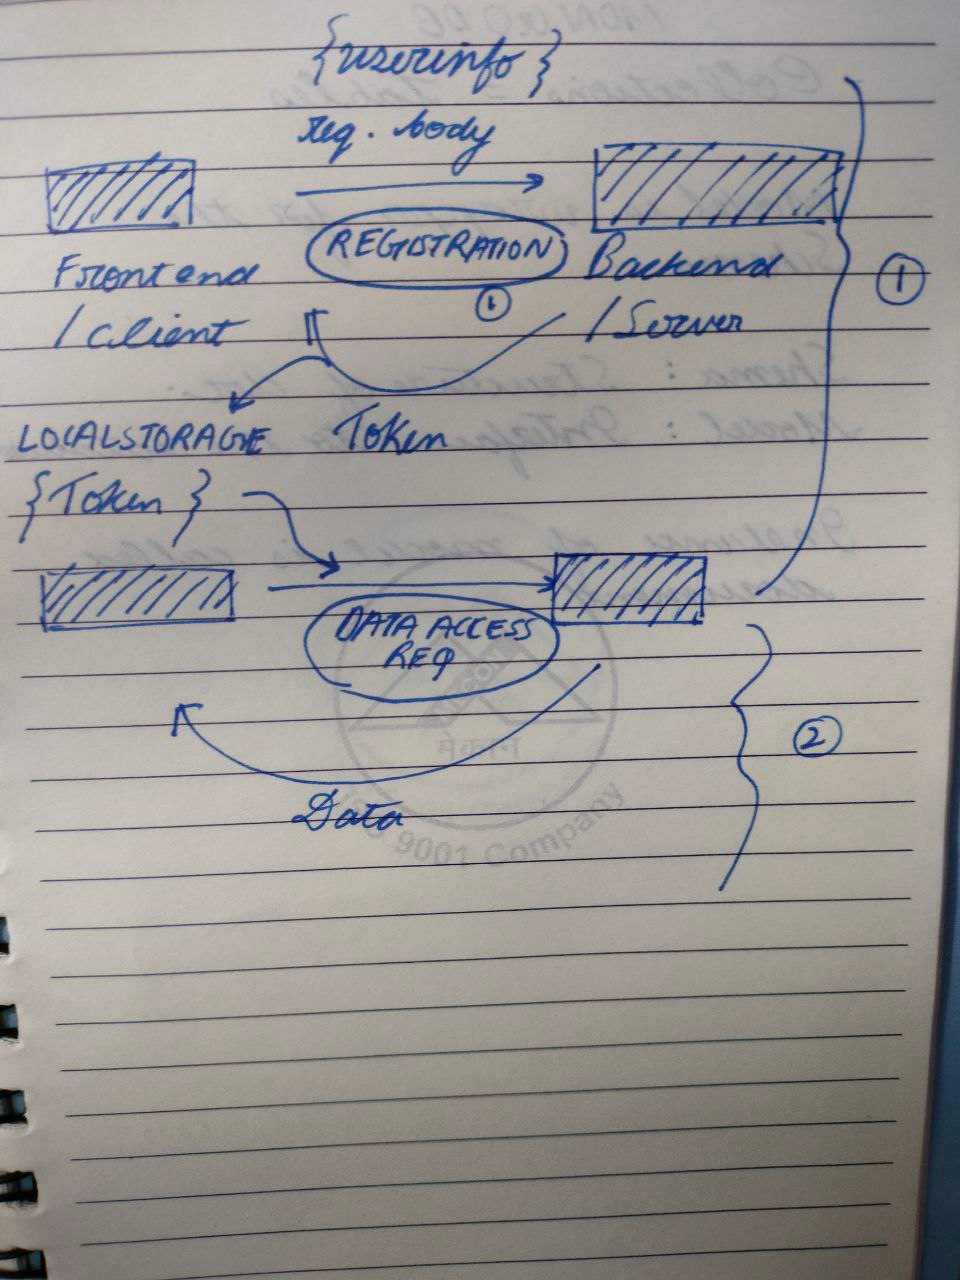 {userinfo}
req. body
REGISTRATION
1
Frontend
/Client
Backend
/Server
1
LOCALSTORAGE
{Token}
Token
DATA ACCESS
REQ
2
Data
मेकान
ISO 9001 Company